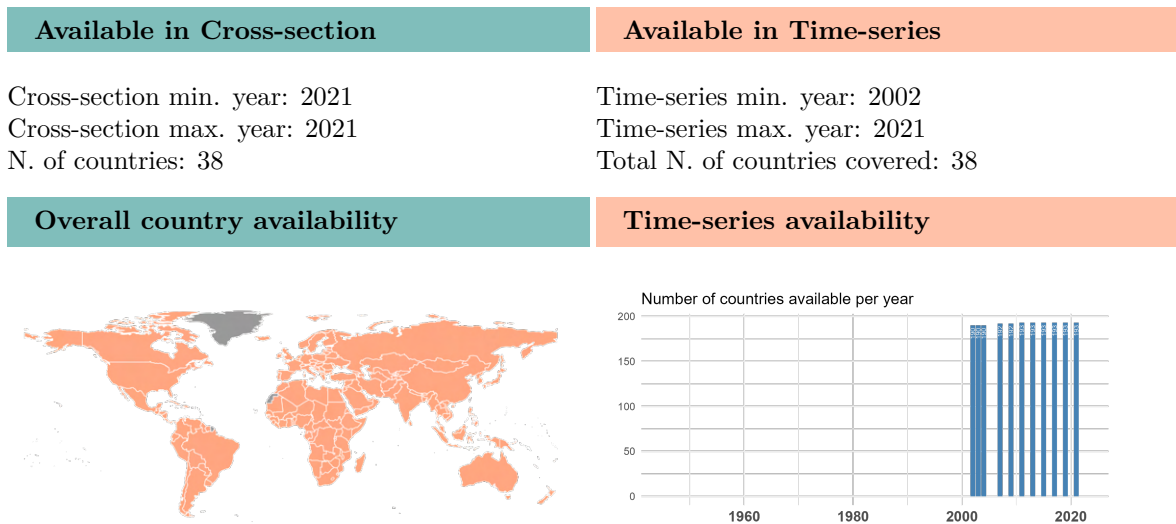 Available in Cross-section
Available in Time-series
Cross-section min. year: 2021
Cross-section max. year: 2021
N. of countries: 38
Time-series min. year: 2002
Time-series max. year: 2021
Total N. of countries covered: 38
Overall country availability
Time-series availability
Number of countries available per year
200
150
100
50
0
1960
1980
2000
2020